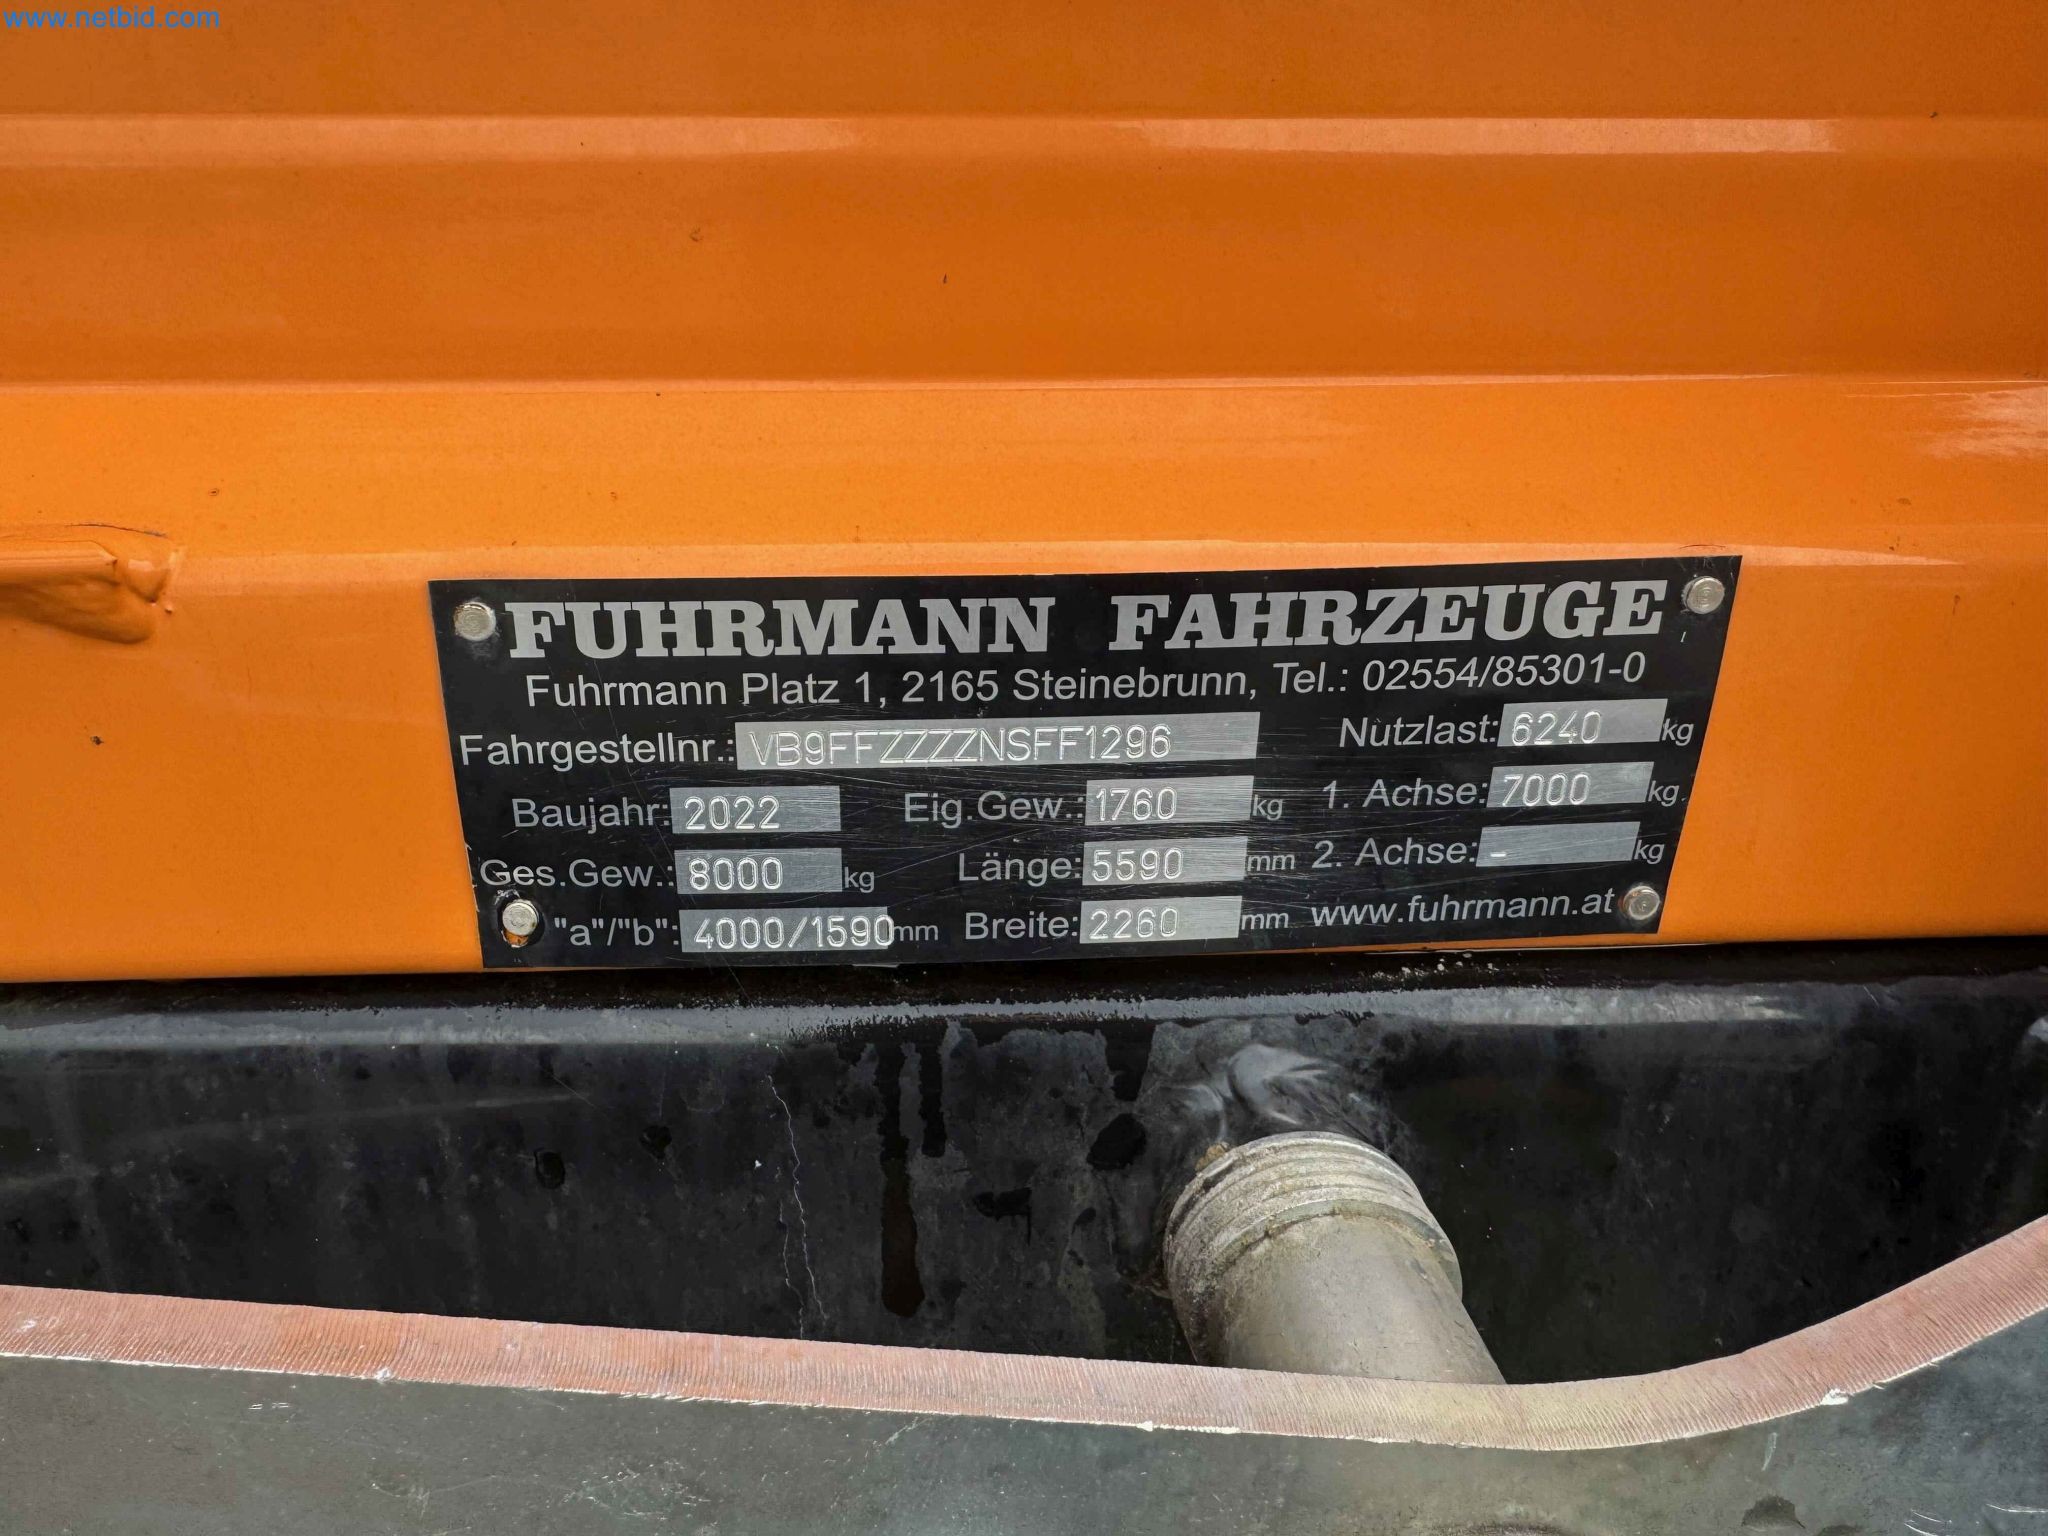 www.netbid.com
FUHRMANN FAHRZEUGE
Fuhrmann Platz 1, 2165 Steinebrunn, Tel.: 02554/85301-0
Fahrgestellnr.: VB9FFZZZZNSFF1296 Nutzlast: 6240 kg
Baujahr: 2022 Eig.Gew.: 1760 kg 1. Achse: 7000 kg
Ges.Gew.: 8000 kg Länge: 5590 mm 2. Achse: - kg
"a"/"b": 4000/1590 mm Breite: 2260 mm www.fuhrmann.at